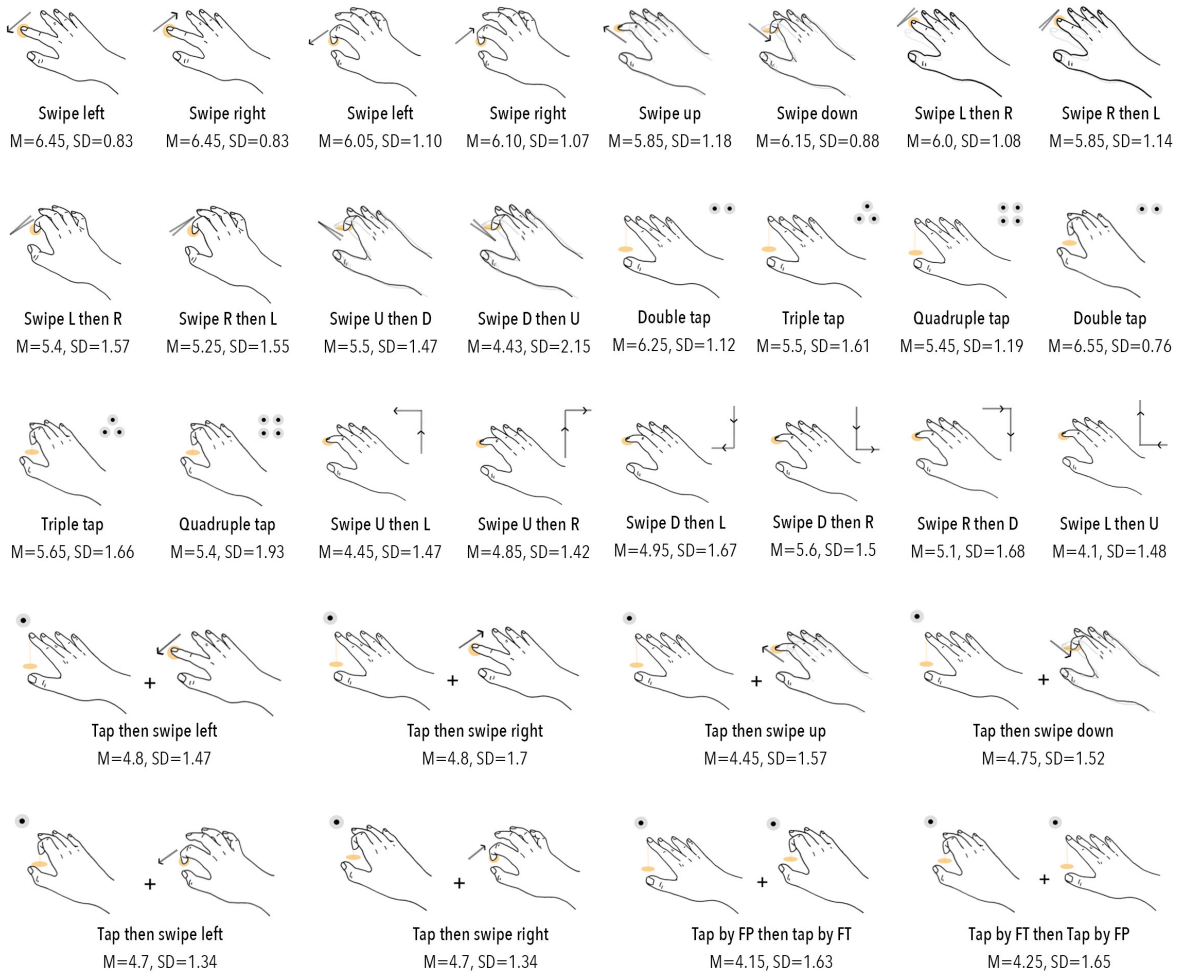 Swipe left
Swipe right
Swipe left
Swipe right
Swipe up
Swipe down
Swipe L then R
Swipe R then L
M=6.45, SD=0.83
M=6.45, SD=0.83
M=6.05, SD=1.10
M=6.10, SD=1.07
M=5.85, SD=1.18
M=6.15, SD=0.88
M=6.0, SD=1.08
M=5.85, SD=1.14
Swipe L then R
Swipe R then L
Swipe U then D
Swipe D then U
Double tap
Triple tap
Quadruple tap
Double tap
M=5.4, SD=1.57
M=5.25, SD=1.55
M=5.5, SD=1.47
M=4.43, SD=2.15
M=6.25, SD=1.12
M=5.5, SD=1.61
M=5.45, SD=1.19
M=6.55, SD=0.76
Triple tap
Quadruple tap
Swipe U then L
Swipe U then R
Swipe D then L
Swipe D then R
Swipe R then D
Swipe L then U
M=5.65, SD=1.66
M=5.4, SD=1.93
M=4.45, SD=1.47
M=4.85, SD=1.42
M=4.95, SD=1.67
M=5.6, SD=1.5
M=5.1, SD=1.68
M=4.1, SD=1.48
+
+
+
+
Tap then swipe left
Tap then swipe right
Tap then swipe up
Tap then swipe down
M=4.8, SD=1.47
M=4.8, SD=1.7
M=4.45, SD=1.57
M=4.75, SD=1.52
+
+
+
+
Tap then swipe left
Tap then swipe right
Tap by FP then tap by FT
Tap by FT then Tap by FP
M=4.7, SD=1.34
M=4.7, SD=1.34
M=4.15, SD=1.63
M=4.25, SD=1.65